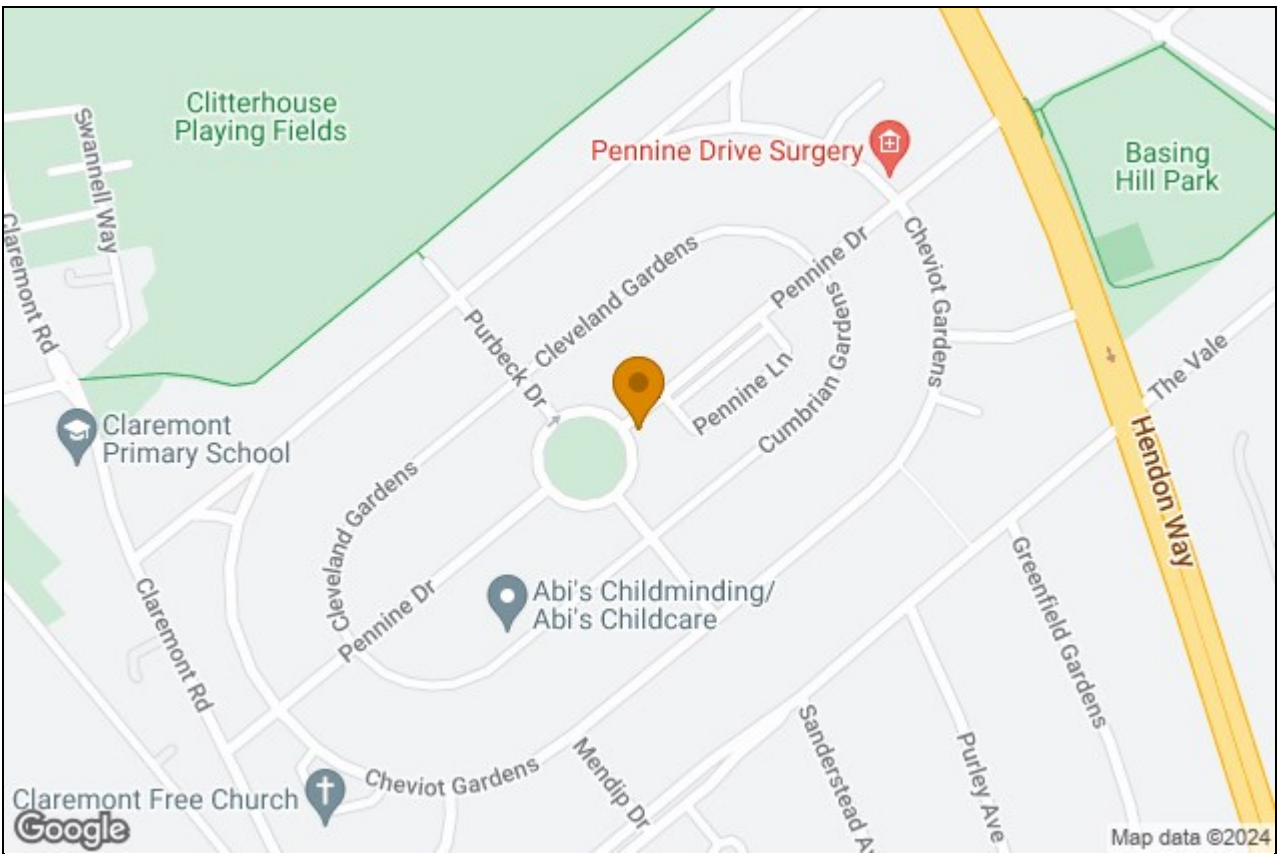 Clitterhouse
Playing Fields
Swannell Way
Pennine Drive Surgery
Basing
Hill Park
Claremont Rd
Cleveland Gardens
Pennine Dr
Cheviot Gardens
Purbeck Dr
Cumbrian Gardens
Pennine Ln
The Vale
Claremont
Primary School
Hendon Way
Cleveland Gardens
Pennine Dr
Abi's Childminding/
Abi's Childcare
Claremont Rd
Greenfield Gardens
Sanderstead Av
Purley Ave
Mendip Dr
Cheviot Gardens
Claremont Free Church
Google
Map data ©2024